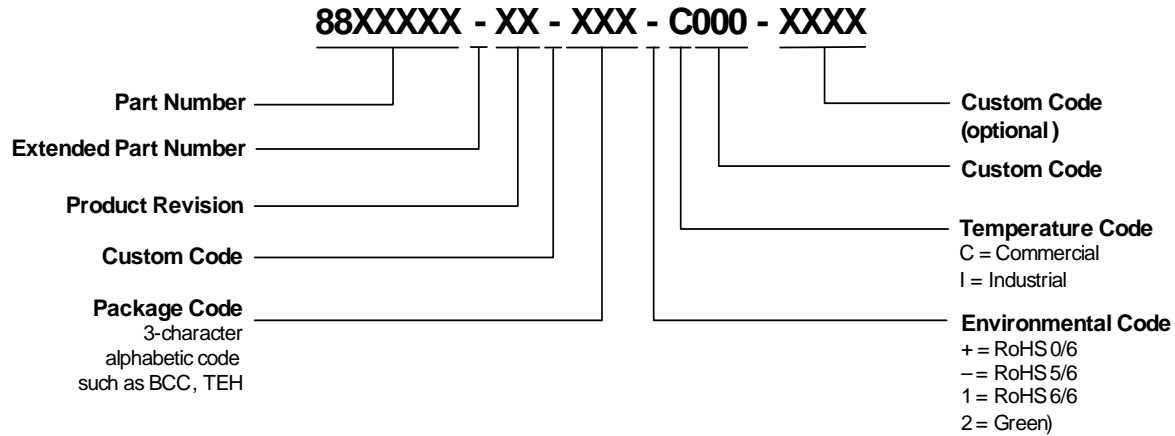 88XXXXX - XX - XXX - C000 - XXXX
Part Number
Extended Part Number
Product Revision
Custom Code
Package Code
3-character
alphabetic code
such as BCC, TEH
Custom Code
(optional)
Custom Code
Temperature Code
C = Commercial
I = Industrial
Environmental Code
+ = RoHS 0/6
– = RoHS 5/6
1 = RoHS 6/6
2 = Green)